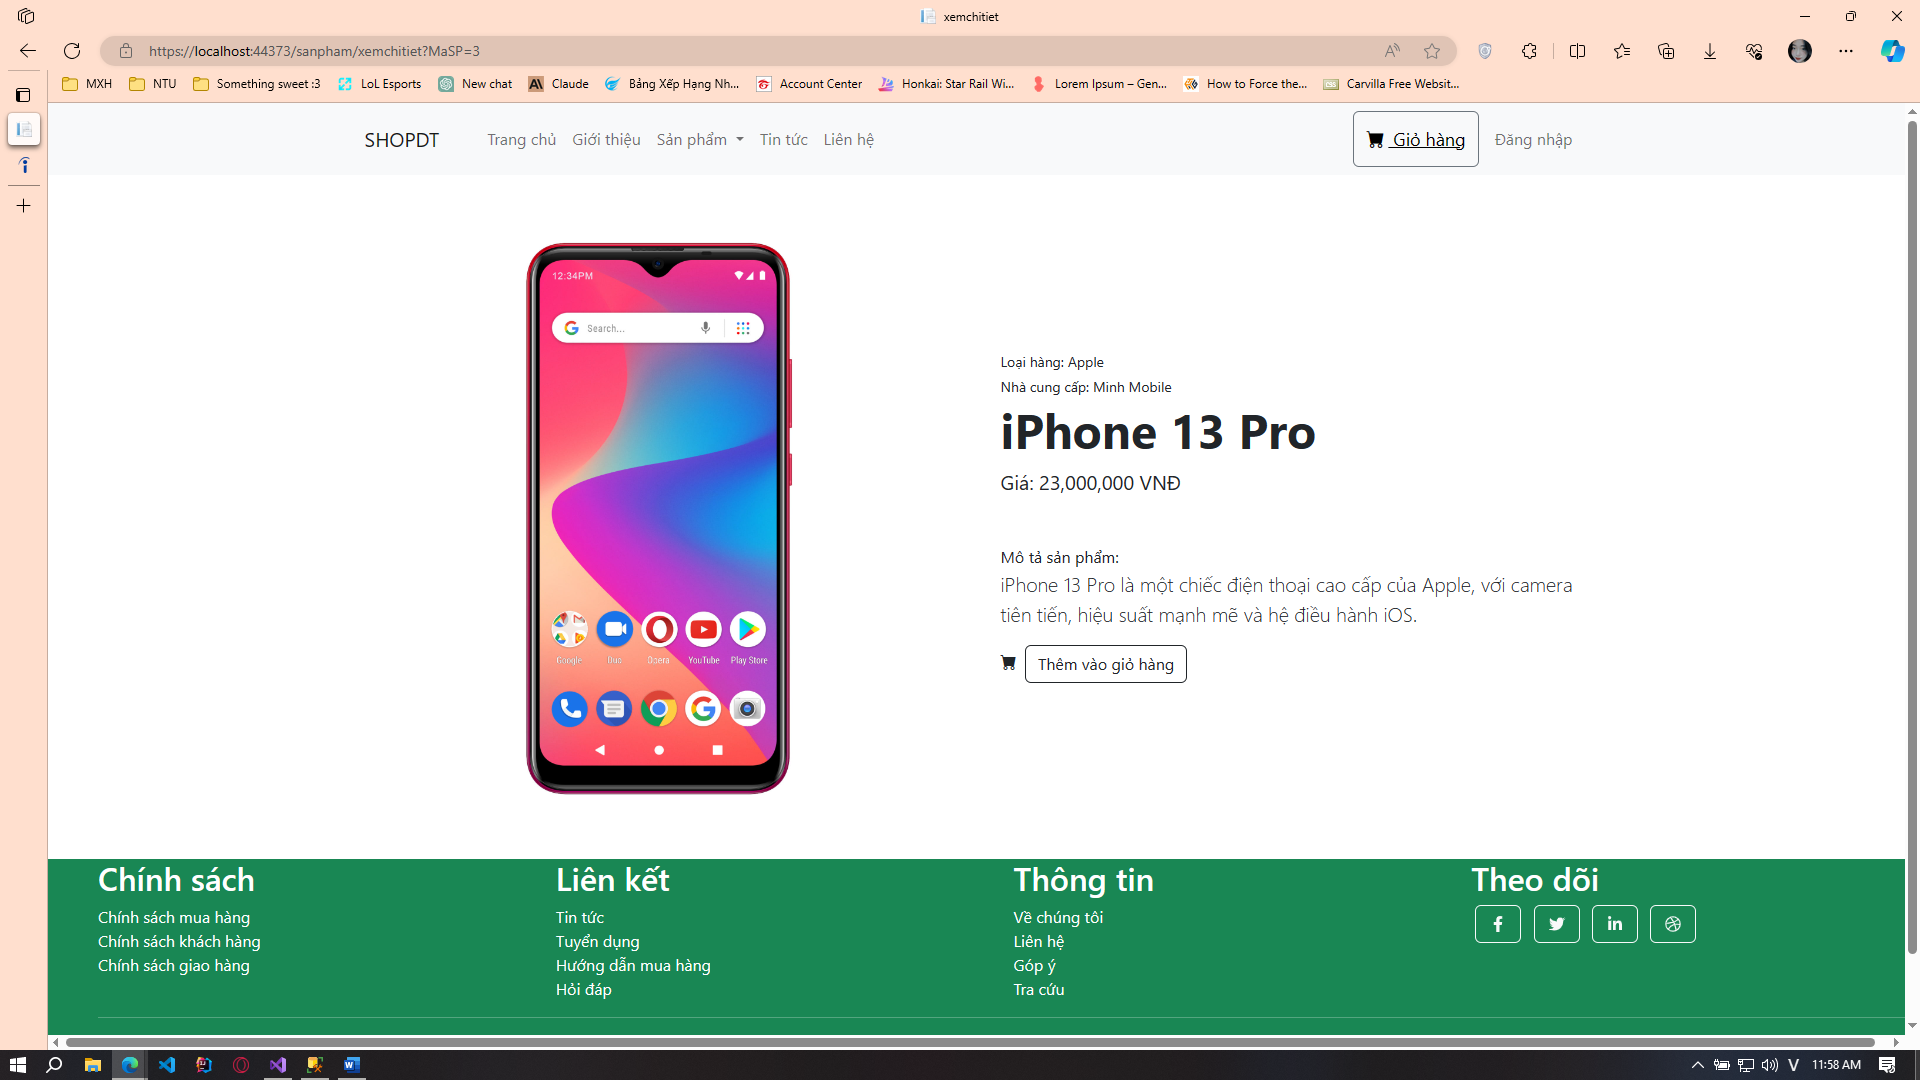 xemchitiet
https://localhost:44373/sanpham/xemchitiet?MaSP=3
MXH
NTU
Something sweet :3
LoL Esports
New chat
Claude
Bảng Xếp Hạng Nh...
Account Center
Honkai: Star Rail Wi...
Lorem Ipsum – Gen...
How to Force the...
Carvilla Free Websit...
SHOPDT
Trang chủ
Giới thiệu
Sản phẩm
Tin tức
Liên hệ
Giỏ hàng
Đăng nhập
12:34PM
Search...
Google
Duo
Opera
YouTube
Play Store
Loại hàng: Apple
Nhà cung cấp: Minh Mobile
iPhone 13 Pro
Giá: 23,000,000 VNĐ
Mô tả sản phẩm:
iPhone 13 Pro là một chiếc điện thoại cao cấp của Apple, với camera
tiên tiến, hiệu suất mạnh mẽ và hệ điều hành iOS.
Thêm vào giỏ hàng
Chính sách
Chính sách mua hàng
Chính sách khách hàng
Chính sách giao hàng
Liên kết
Tin tức
Tuyển dụng
Hướng dẫn mua hàng
Hỏi đáp
Thông tin
Về chúng tôi
Liên hệ
Góp ý
Tra cứu
Theo dõi
V
11:58 AM